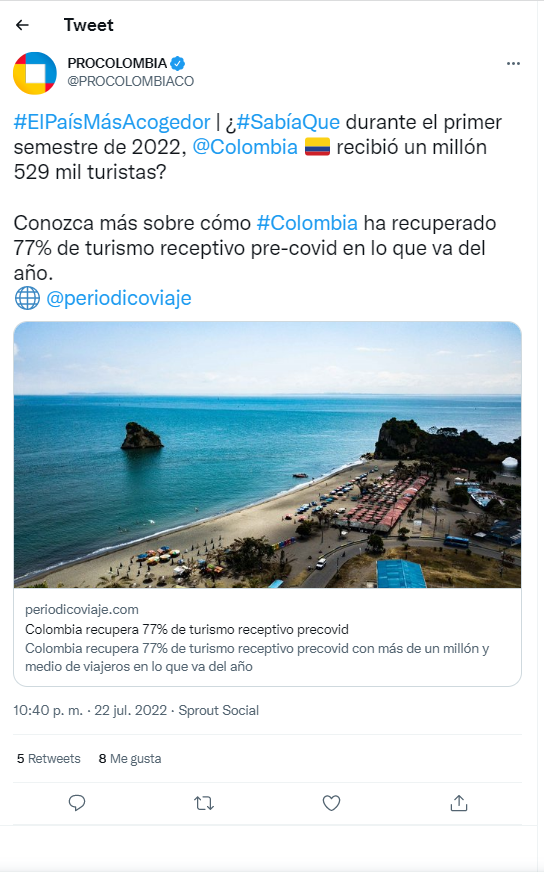 Tweet
PROCOLOMBIA
@PROCOLOMBIACO
#ElPaísMásAcogedor | ¿#SabíaQue durante el primer
semestre de 2022, @Colombia 🇨🇴 recibió un millón
529 mil turistas?
Conozca más sobre cómo #Colombia ha recuperado
77% de turismo receptivo pre-covid en lo que va del
año.
🌐 @periodicoviaje
periodicoviaje.com
Colombia recupera 77% de turismo receptivo precovid
Colombia recupera 77% de turismo receptivo precovid con más de un millón y
medio de viajeros en lo que va del año
10:40 p. m. · 22 jul. 2022 · Sprout Social
5 Retweets 8 Me gusta